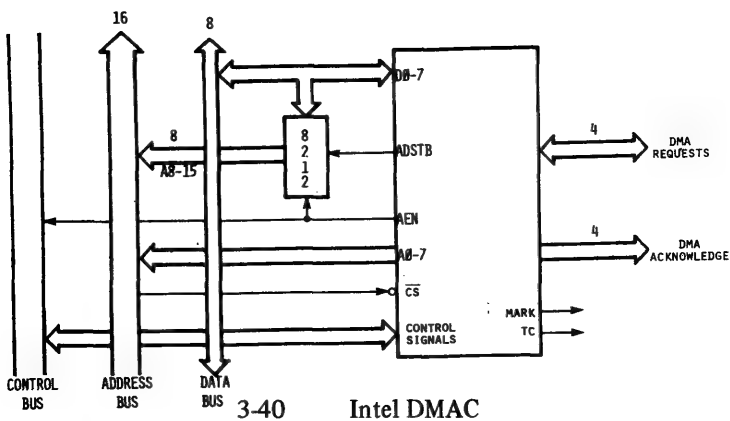 16
8
DØ-7
8
2
1
2
8
A8-15
ADSTB
4
DMA
REQUESTS
AEN
AØ-7
4
DMA
ACKNOWLEDGE
CS
MARK
TC
CONTROL
SIGNALS
CONTROL
BUS
ADDRESS
BUS
DATA
BUS
3-40 Intel DMAC